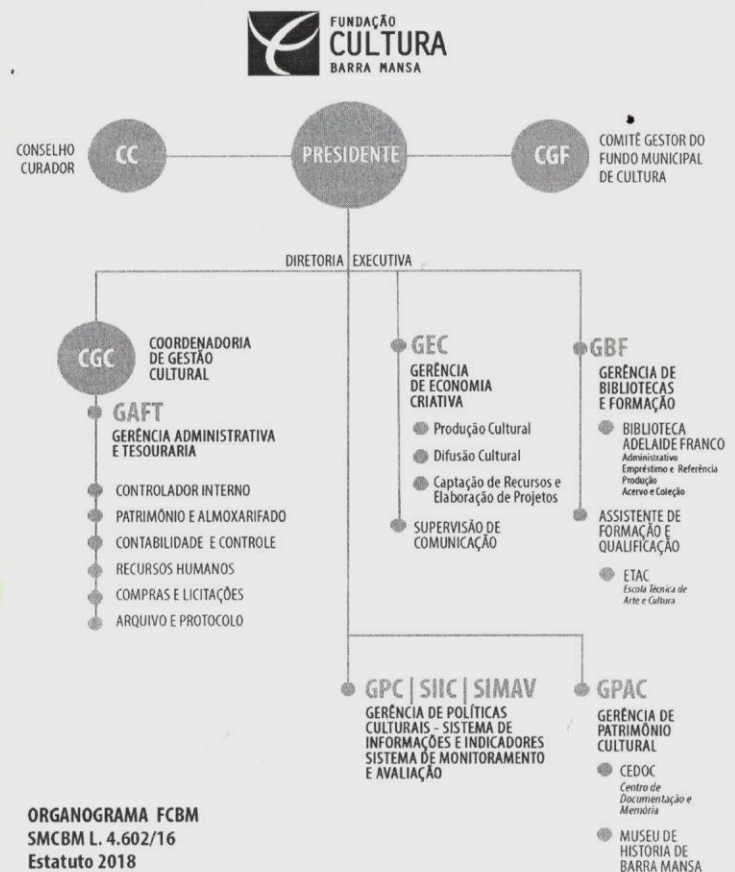 FUNDAÇÃO
CULTURA
BARRA MANSA
CONSELHO
CURADOR
CC
PRESIDENTE
CGF
COMITÊ GESTOR DO
FUNDO MUNICIPAL
DE CULTURA
DIRETORIA EXECUTIVA
CGC
COORDENADORIA
DE GESTÃO
CULTURAL
GAFT
GERÊNCIA ADMINISTRATIVA
E TESOURARIA
CONTROLADOR INTERNO
PATRIMÔNIO E ALMOXARIFADO
CONTABILIDADE E CONTROLE
RECURSOS HUMANOS
COMPRAS E LICITAÇÕES
ARQUIVO E PROTOCOLO
GEC
GERÊNCIA
DE ECONOMIA
CRIATIVA
Produção Cultural
Difusão Cultural
Captação de Recursos e
Elaboração de Projetos
SUPERVISÃO DE
COMUNICAÇÃO
GBF
GERÊNCIA DE
BIBLIOTECAS
E FORMAÇÃO
BIBLIOTECA
ADELAIDE FRANCO
Administrativo
Empréstimo e Referência
Produção
Acervo e Coleção
ASSISTENTE DE
FORMAÇÃO E
QUALIFICAÇÃO
ETAC
Escola Técnica de
Arte e Cultura
GPC | SIIC | SIMAV
GERÊNCIA DE POLÍTICAS
CULTURAIS - SISTEMA DE
INFORMAÇÕES E INDICADORES
SISTEMA DE MONITORAMENTO
E AVALIAÇÃO
GPAC
GERÊNCIA DE
PATRIMÔNIO
CULTURAL
CEDOC
Centro de
Documentação e
Memória
MUSEU DE
HISTORIA DE
BARRA MANSA
ORGANOGRAMA FCBM
SMCBM L. 4.602/16
Estatuto 2018